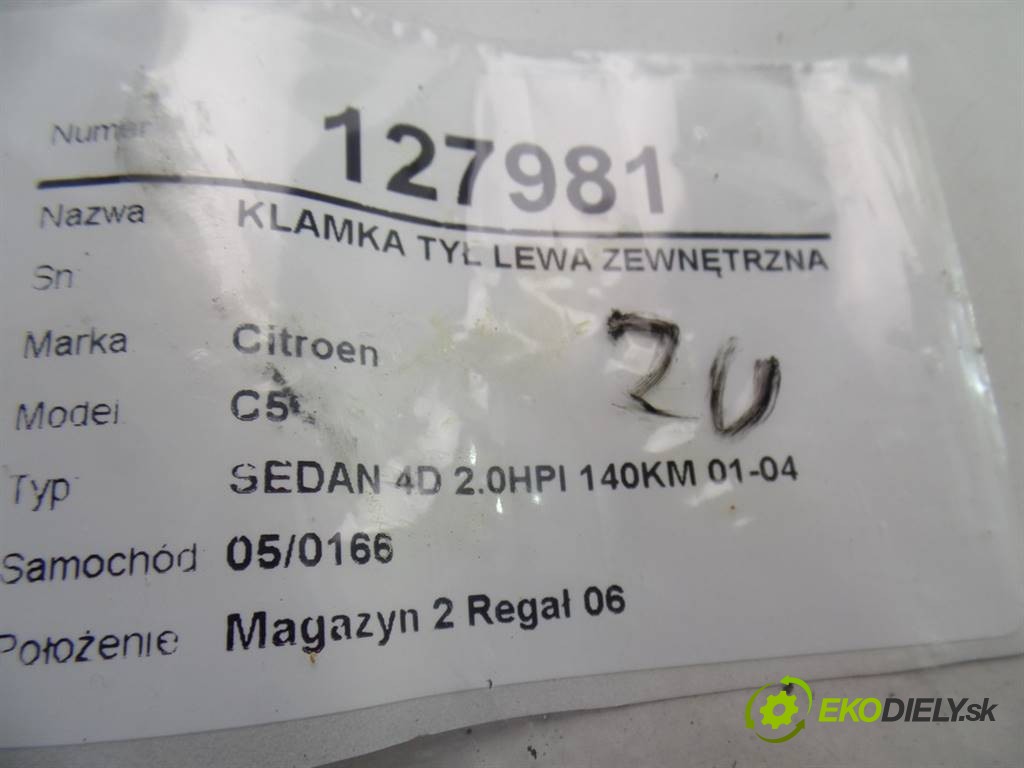 Numer 127981
Nazwa KLAMKA TYŁ LEWA ZEWNĘTRZNA
Sn
Marka Citroen
20
Model C5
Typ SEDAN 4D 2.0HPI 140KM 01-04
Samochód 05/0166
Położenie Magazyn 2 Regał 06
EKODIELY.sk